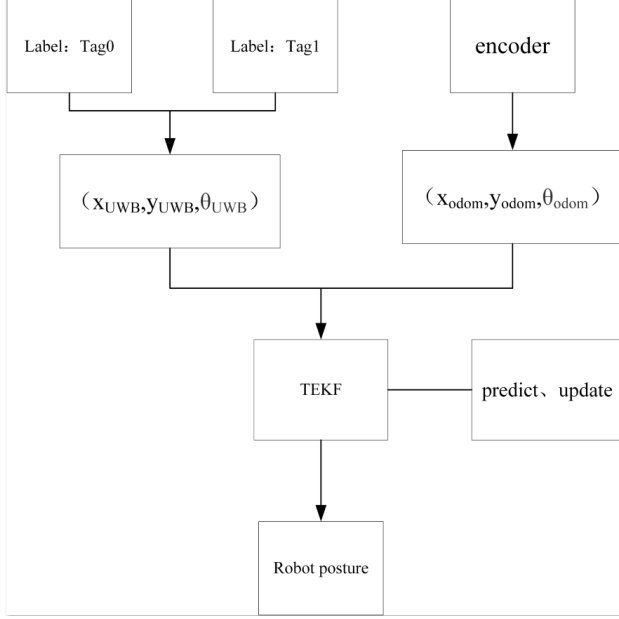 Label：Tag0
Label：Tag1
encoder
（xUWB,yUWB,θUWB）
（xodom,yodom,θodom）
TEKF
predict、update
Robot posture